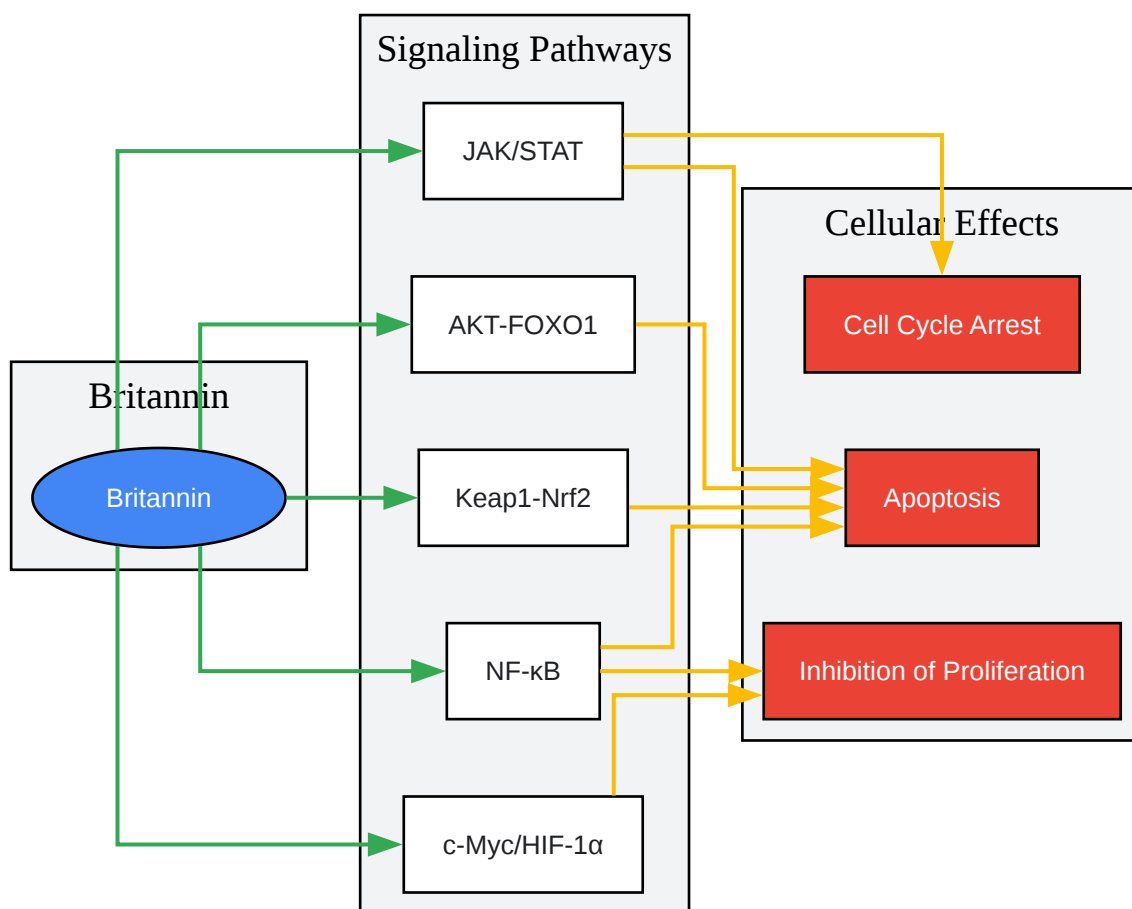 Signaling Pathways
JAK/STAT
Cellular Effects
AKT-FOXO1
Cell Cycle Arrest
Britannin
Britannin
Keap1-Nrf2
Apoptosis
NF-κB
Inhibition of Proliferation
c-Myc/HIF-1α